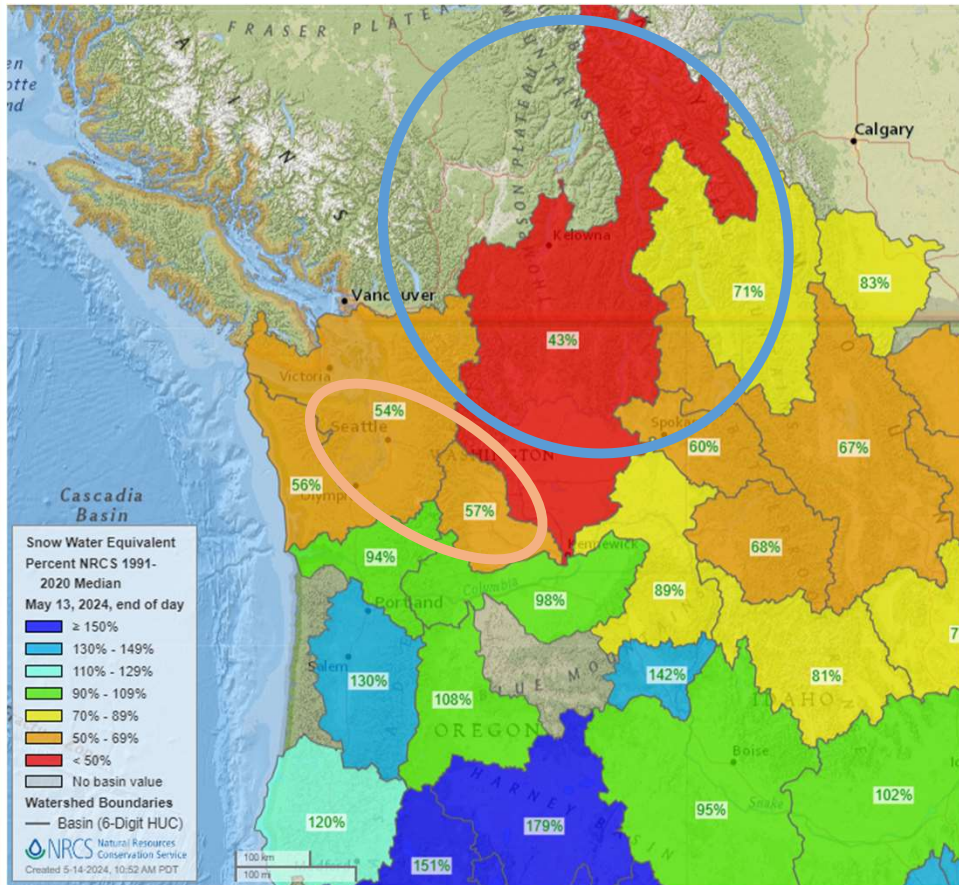 FRASER PLATEAU
Calgary
Kelowna
Vancouver
83%
71%
43%
Victoria
54%
Seattle
Spokane
WASHINGTON
60%
67%
56%
Olympia
57%
Cascadia
Basin
68%
94%
Kennewick
Columbia
98%
89%
Portland
Salem
130%
108%
142%
81%
BLUE MOUN
OREGON
IDAHO
Boise
Snake
HARNEY BASIN
95%
102%
120%
179%
151%
Medford
Snow Water Equivalent
Percent NRCS 1991-
2020 Median
May 13, 2024, end of day
≥ 150%
130% - 149%
110% - 129%
90% - 109%
70% - 89%
50% - 69%
< 50%
No basin value
Watershed Boundaries
Basin (6-Digit HUC)
NRCS Natural Resources
Conservation Service
Created 5-14-2024, 10:52 AM PDT
100 km
100 mi